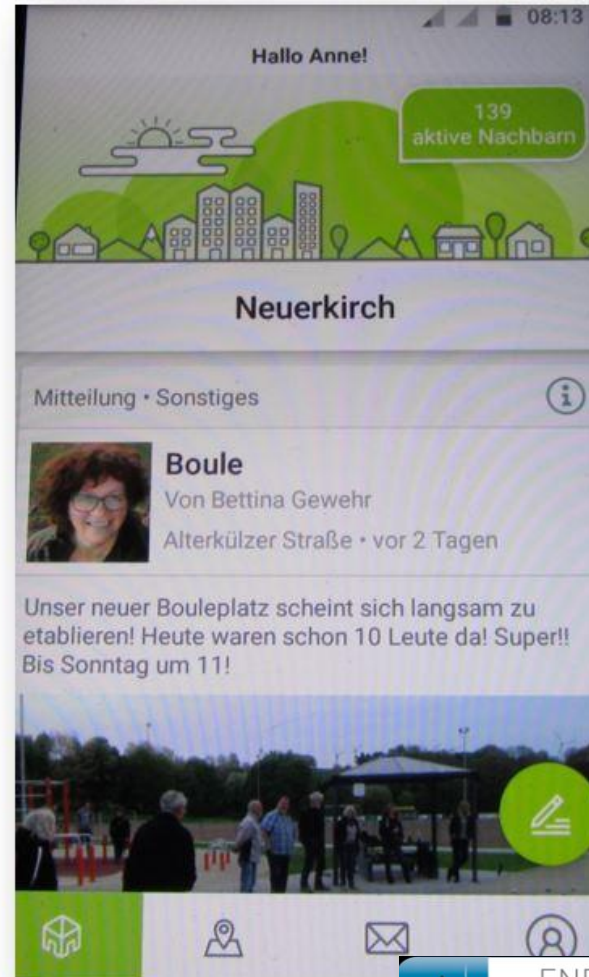 08:13
Hallo Anne!
139
aktive Nachbarn
Neuerkirch
Mitteilung • Sonstiges
i
Boule
Von Bettina Gewehr
Alterkülzer Straße • vor 2 Tagen
Unser neuer Bouleplatz scheint sich langsam zu
etablieren! Heute waren schon 10 Leute da! Super!!
Bis Sonntag um 11!